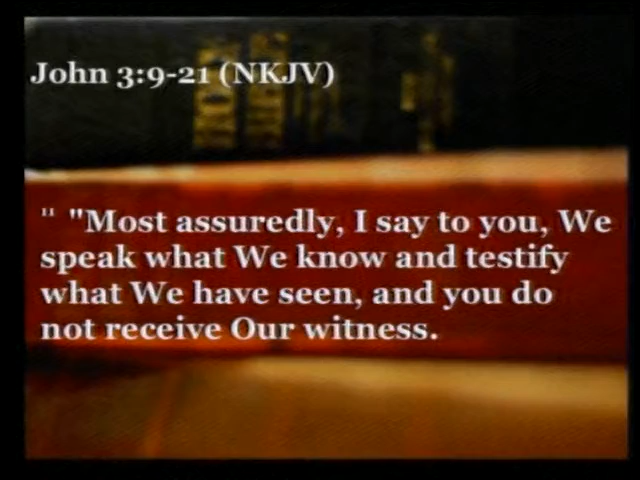 John 3:9-21 (NKJV)
11 "Most assuredly, I say to you, We
speak what We know and testify
what We have seen, and you do
not receive Our witness.